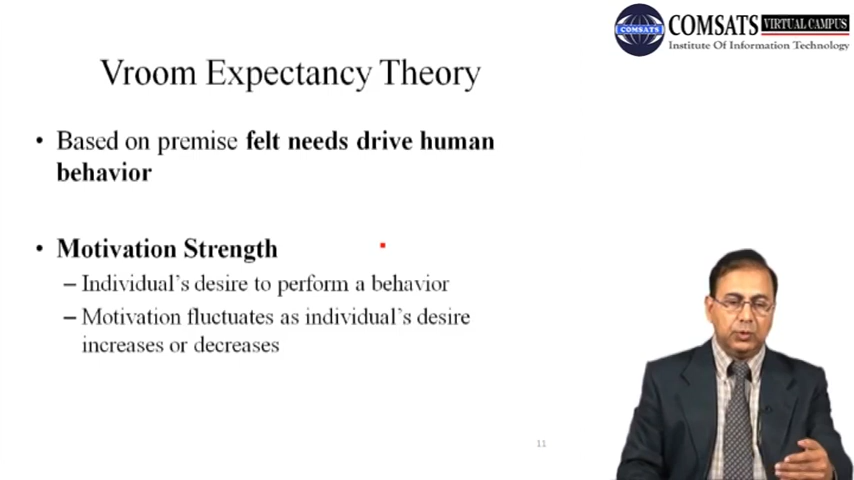 COMSATS
COMSATS VIRTUAL CAMPUS
Institute Of Information Technology
Vroom Expectancy Theory
• Based on premise felt needs drive human
behavior
• Motivation Strength
– Individual's desire to perform a behavior
– Motivation fluctuates as individual's desire
increases or decreases
11